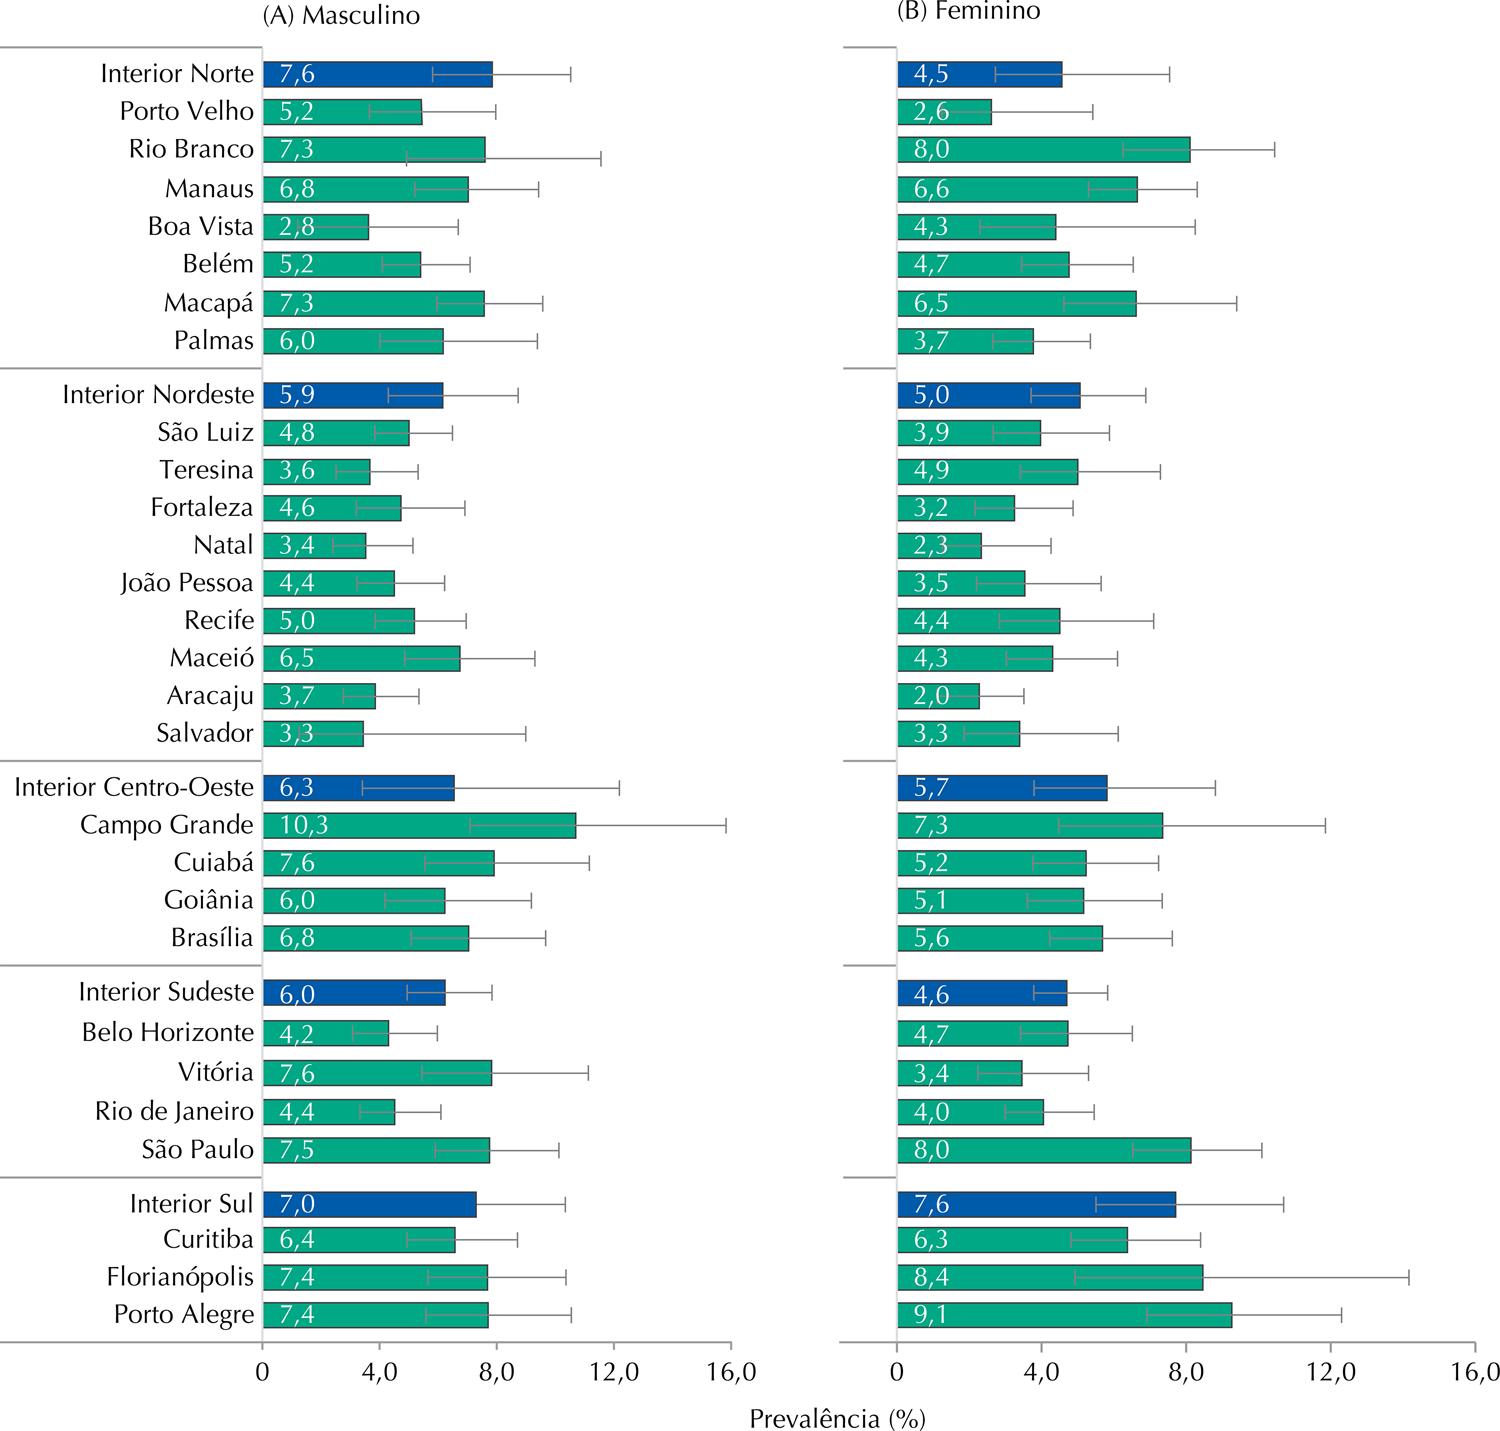 (A) Masculino (B) Feminino
Interior Norte 7,6 4,5
Porto Velho 5,2 2,6
Rio Branco 7,3 8,0
Manaus 6,8 6,6
Boa Vista 2,8 4,3
Belém 5,2 4,7
Macapá 7,3 6,5
Palmas 6,0 3,7
Interior Nordeste 5,9 5,0
São Luiz 4,8 3,9
Teresina 3,6 4,9
Fortaleza 4,6 3,2
Natal 3,4 2,3
João Pessoa 4,4 3,5
Recife 5,0 4,4
Maceió 6,5 4,3
Aracaju 3,7 2,0
Salvador 3,3 3,3
Interior Centro-Oeste 6,3 5,7
Campo Grande 10,3 7,3
Cuiabá 7,6 5,2
Goiânia 6,0 5,1
Brasília 6,8 5,6
Interior Sudeste 6,0 4,6
Belo Horizonte 4,2 4,7
Vitória 7,6 3,4
Rio de Janeiro 4,4 4,0
São Paulo 7,5 8,0
Interior Sul 7,0 7,6
Curitiba 6,4 6,3
Florianópolis 7,4 8,4
Porto Alegre 7,4 9,1
0 4,0 8,0 12,0 16,0 0 4,0 8,0 12,0 16,0
Prevalência (%)